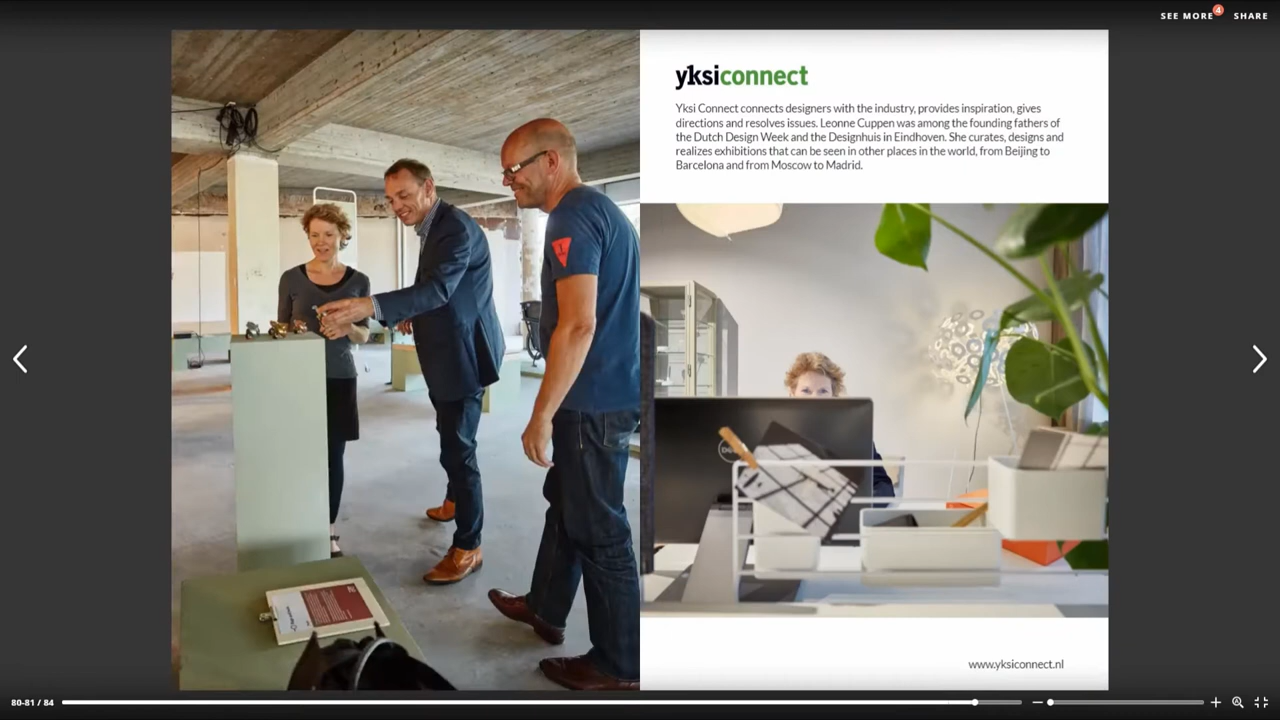 SEE MORE 4 SHARE
yksiconnect
Yksi Connect connects designers with the industry, provides inspiration, gives
directions and resolves issues. Leonne Cuppen was among the founding fathers of
the Dutch Design Week and the Designhuis in Eindhoven. She curates, designs and
realizes exhibitions that can be seen in other places in the world, from Beijing to
Barcelona and from Moscow to Madrid.
www.yksiconnect.nl
80-81 / 84